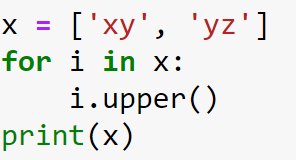 x = ['xy', 'yz']
for i in x:
    i.upper()
print(x)